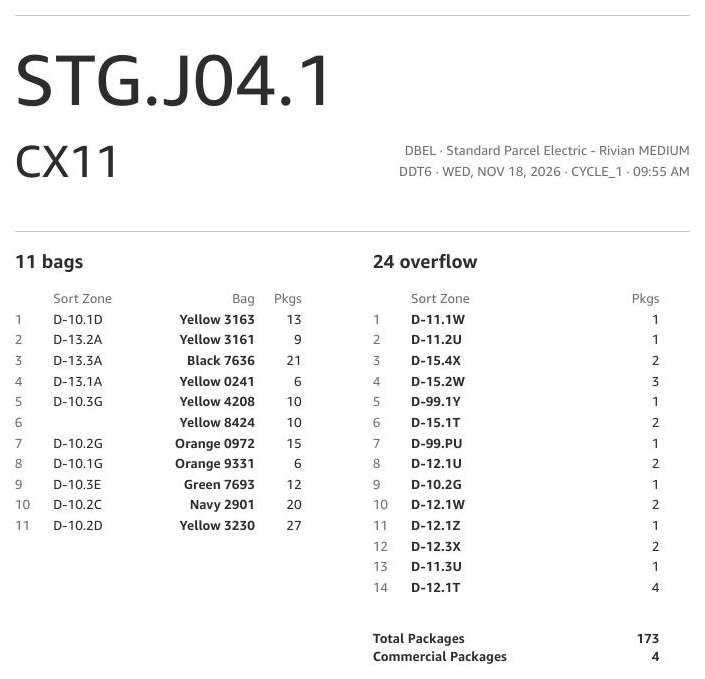 STG.J04.1
CX11
DBEL · Standard Parcel Electric - Rivian MEDIUM
DDT6 · WED, NOV 18, 2026 · CYCLE_1 · 09:55 AM
11 bags
Sort Zone Bag Pkgs
1 D-10.1D Yellow 3163 13
2 D-13.2A Yellow 3161 9
3 D-13.3A Black 7636 21
4 D-13.1A Yellow 0241 6
5 D-10.3G Yellow 4208 10
6 Yellow 8424 10
7 D-10.2G Orange 0972 15
8 D-10.1G Orange 9331 6
9 D-10.3E Green 7693 12
10 D-10.2C Navy 2901 20
11 D-10.2D Yellow 3230 27
24 overflow
Sort Zone Pkgs
1 D-11.1W 1
2 D-11.2U 1
3 D-15.4X 2
4 D-15.2W 3
5 D-99.1Y 1
6 D-15.1T 2
7 D-99.PU 1
8 D-12.1U 2
9 D-10.2G 1
10 D-12.1W 2
11 D-12.1Z 1
12 D-12.3X 2
13 D-11.3U 1
14 D-12.1T 4
Total Packages 173
Commercial Packages 4